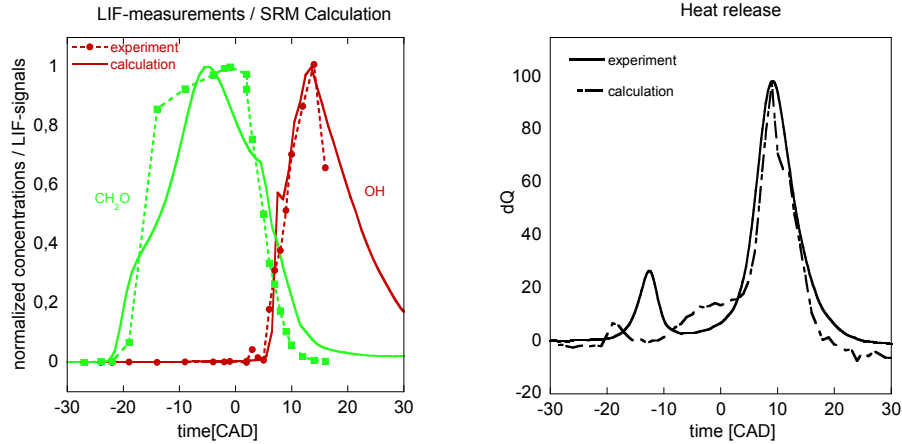 LIF-measurements / SRM Calculation
experiment
calculation
normalized concentrations / LIF-signals
1
0,8
0,6
0,4
0,2
0
CH₂O
OH
-30 -20 -10 0 10 20 30
time[CAD]
Heat release
experiment
calculation
dQ
100
80
60
40
20
0
-20
-30 -20 -10 0 10 20 30
time [CAD]